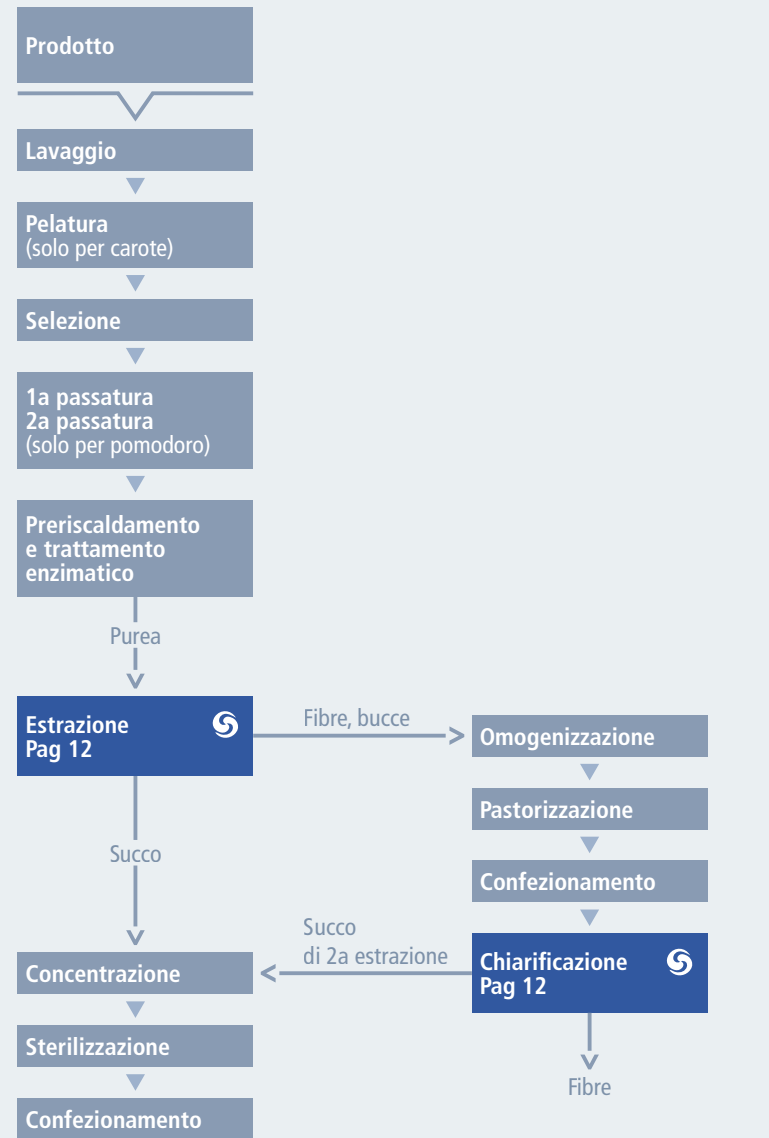 Prodotto
Lavaggio
Pelatura
(solo per carote)
Selezione
1a passatura
2a passatura
(solo per pomodoro)
Preriscaldamento
e trattamento
enzimatico
Purea
Estrazione
Pag 12
Fibre, bucce
Omogenizzazione
Pastorizzazione
Confezionamento
Chiarificazione
Pag 12
Fibre
Succo
di 2a estrazione
Succo
Concentrazione
Sterilizzazione
Confezionamento